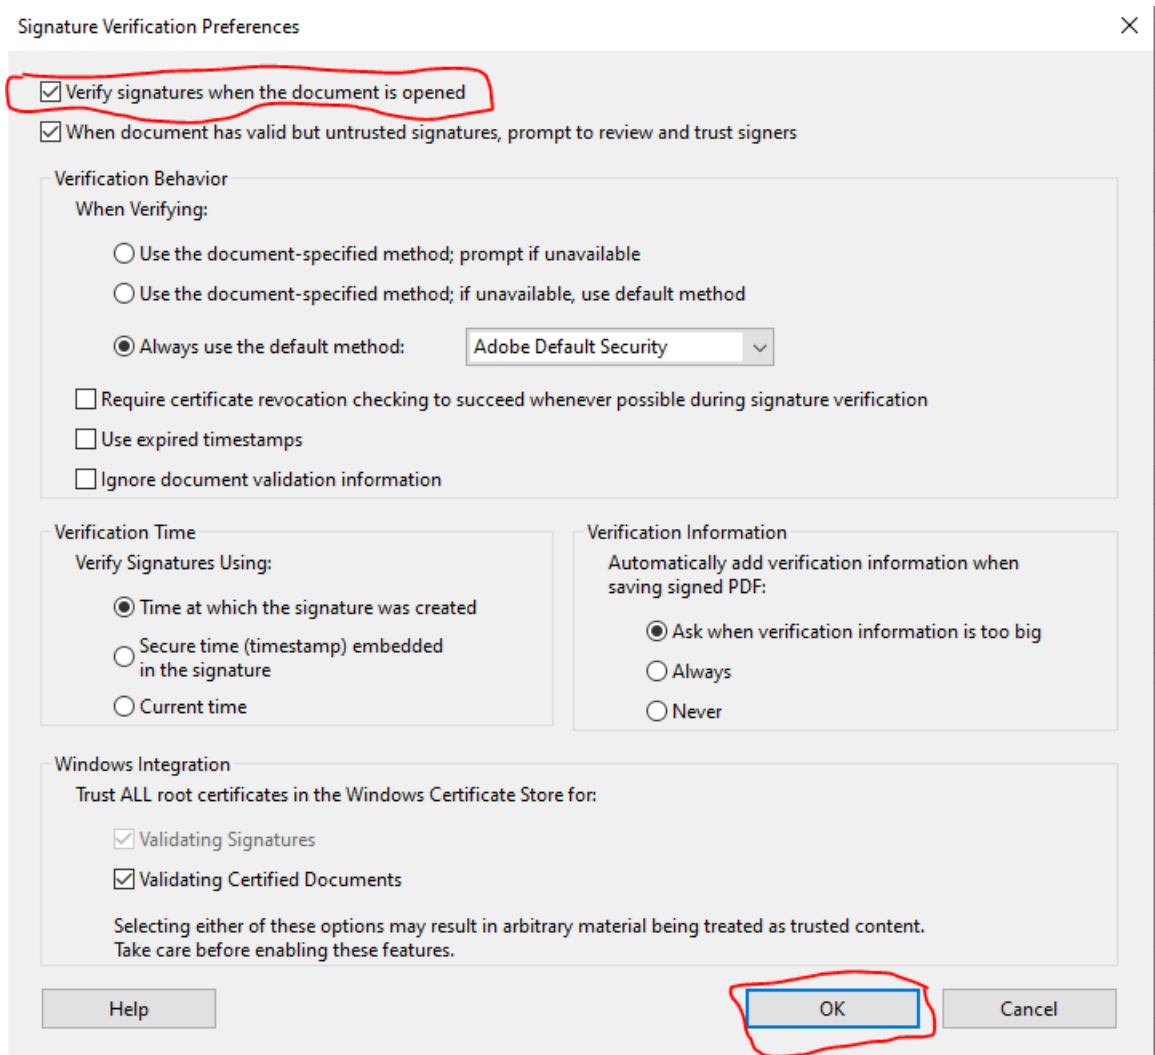 Signature Verification Preferences
Verify signatures when the document is opened
When document has valid but untrusted signatures, prompt to review and trust signers
Verification Behavior
When Verifying:
Use the document-specified method; prompt if unavailable
Use the document-specified method; if unavailable, use default method
Always use the default method: Adobe Default Security
Require certificate revocation checking to succeed whenever possible during signature verification
Use expired timestamps
Ignore document validation information
Verification Time
Verify Signatures Using:
Time at which the signature was created
Secure time (timestamp) embedded
in the signature
Current time
Verification Information
Automatically add verification information when
saving signed PDF:
Ask when verification information is too big
Always
Never
Windows Integration
Trust ALL root certificates in the Windows Certificate Store for:
Validating Signatures
Validating Certified Documents
Selecting either of these options may result in arbitrary material being treated as trusted content.
Take care before enabling these features.
Help OK Cancel